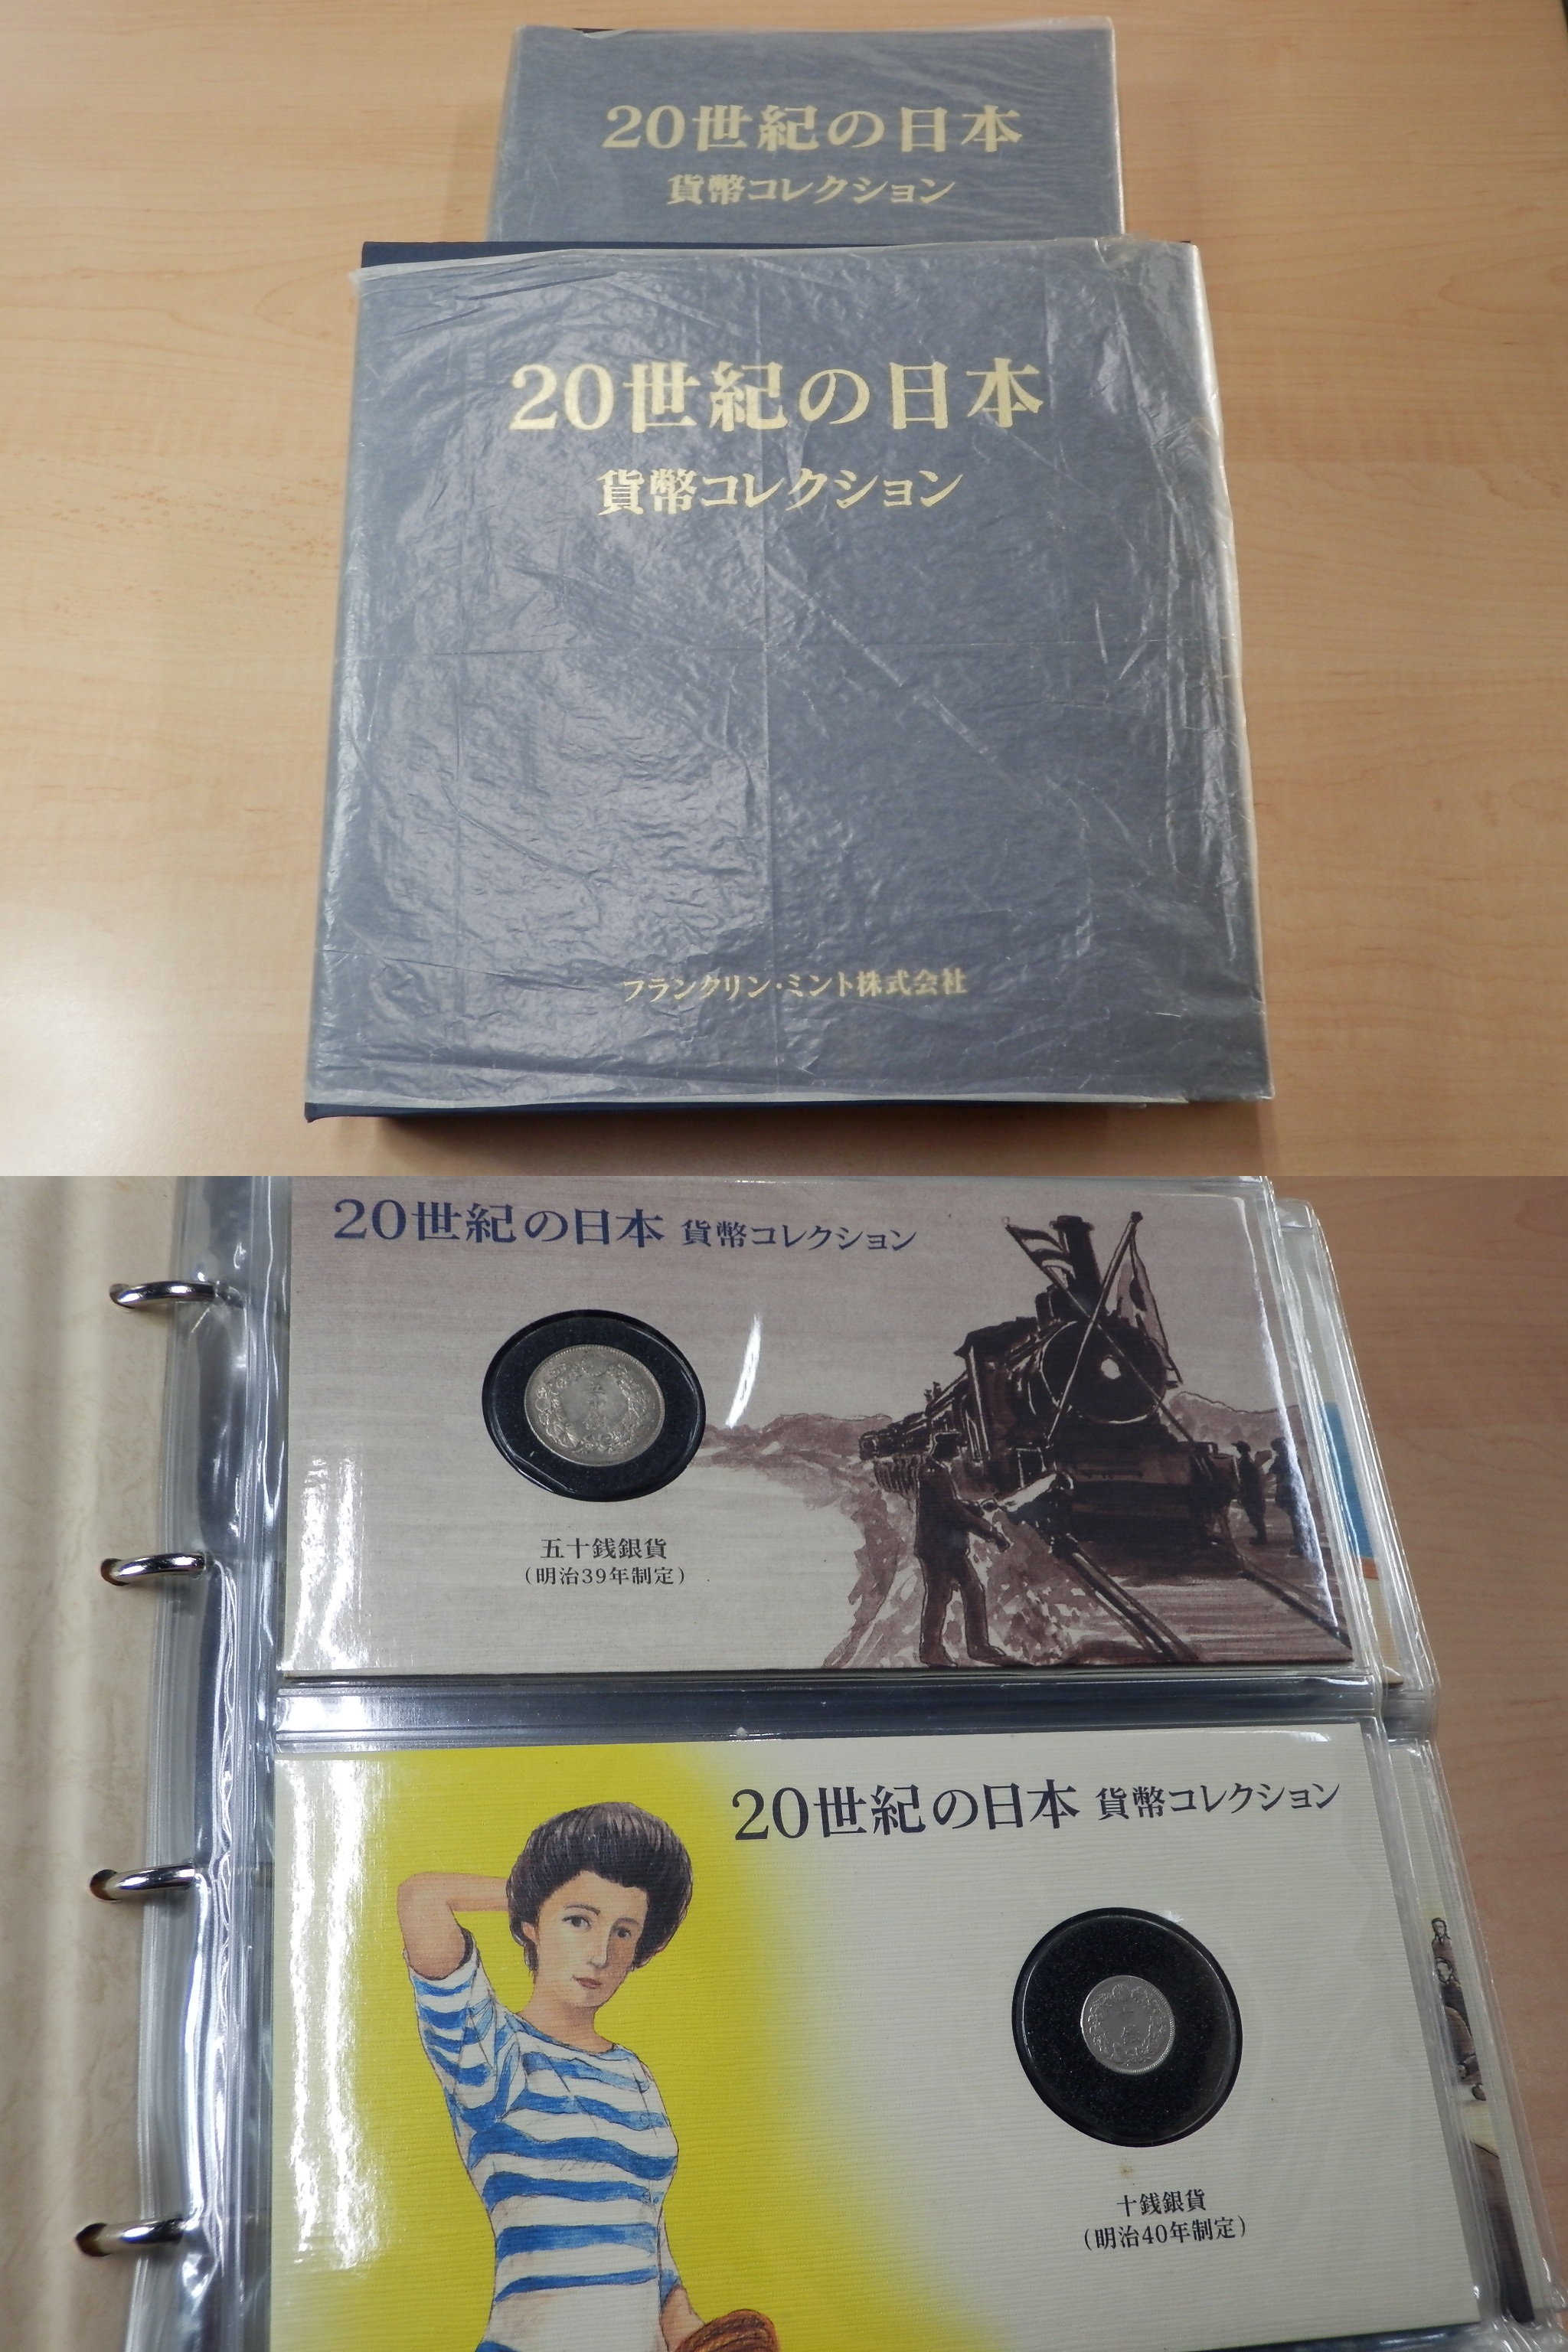 20世紀の日本
貨幣コレクション
20世紀の日本
貨幣コレクション
フランクリン・ミント株式会社
20世紀の日本 貨幣コレクション
五十銭銀貨
(明治39年制定)
20世紀の日本 貨幣コレクション
十銭銀貨
(明治40年制定)